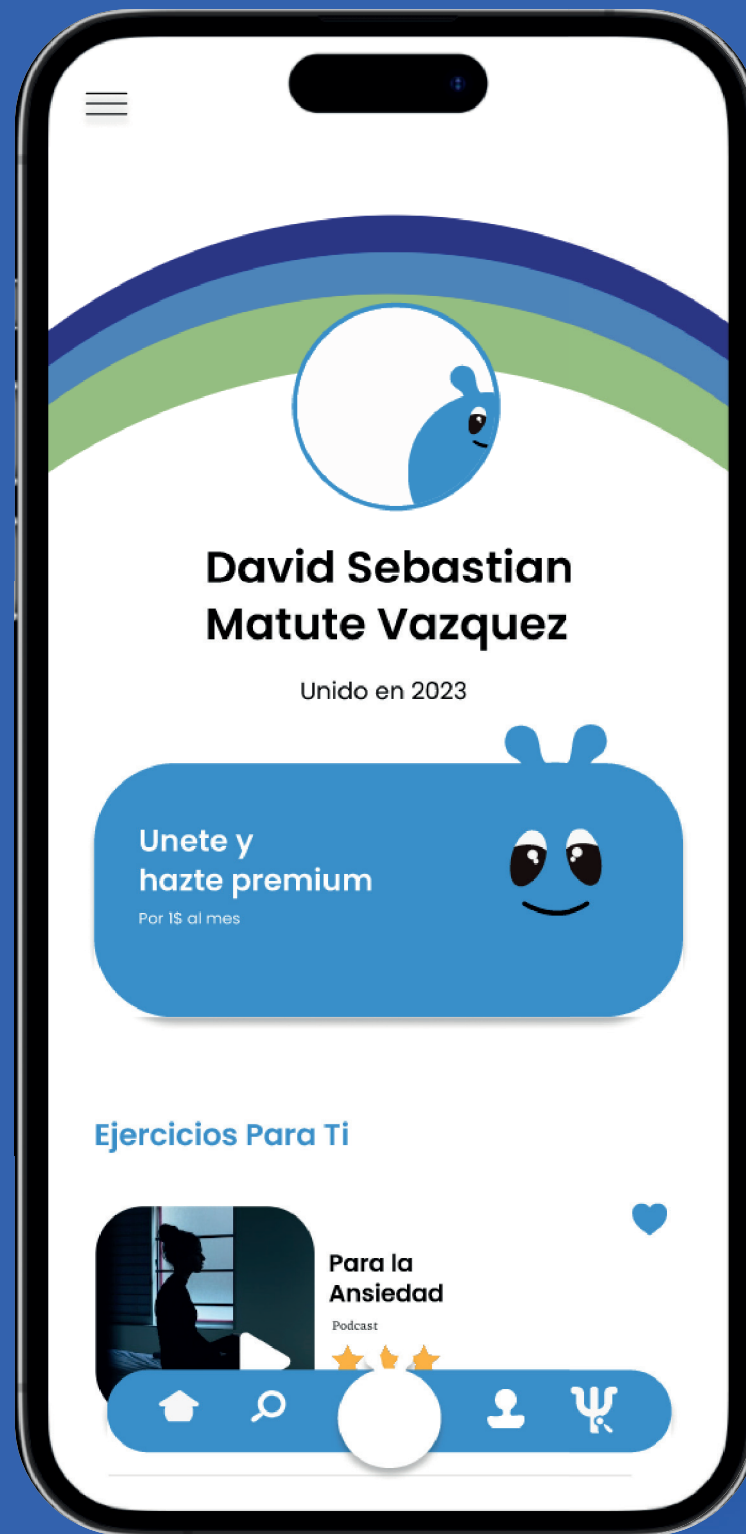 David Sebastian
Matute Vazquez
Unido en 2023
Unete y
hazte premium
Por 1$ al mes
Ejercicios Para Ti
Para la
Ansiedad
Podcast